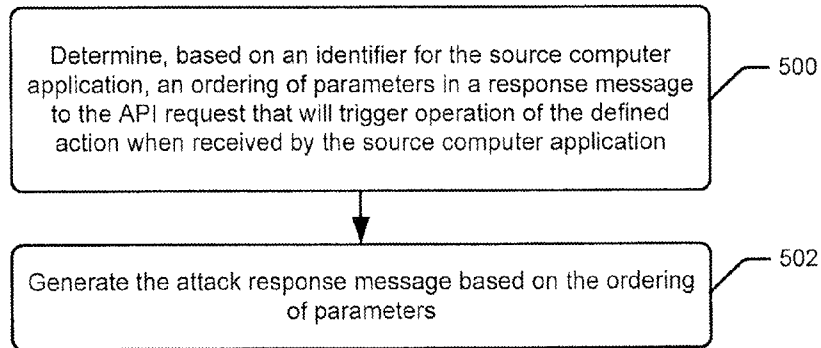 Determine, based on an identifier for the source computer
application, an ordering of parameters in a response message
to the API request that will trigger operation of the defined
action when received by the source computer application
500
Generate the attack response message based on the ordering
of parameters
502